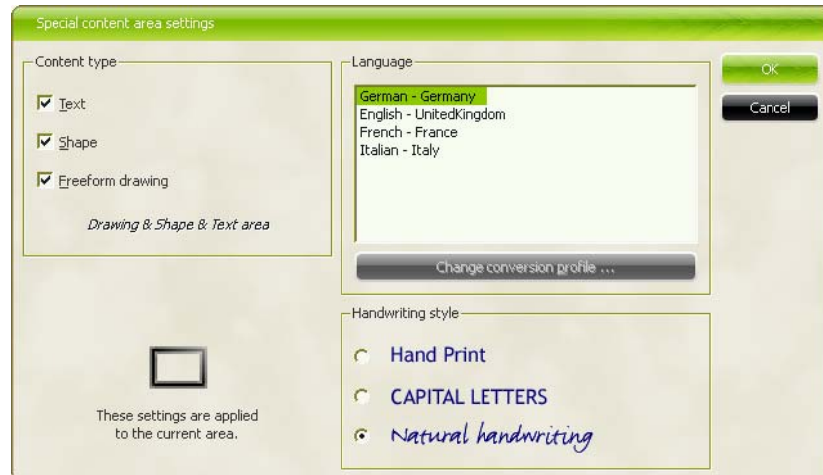 Special content area settings
Content type
Text
Shape
Freeform drawing
Drawing & Shape & Text area
These settings are applied
to the current area.
Language
German - Germany
English - UnitedKingdom
French - France
Italian - Italy
Change conversion profile ...
Handwriting style
Hand Print
CAPITAL LETTERS
Natural handwriting
OK
Cancel